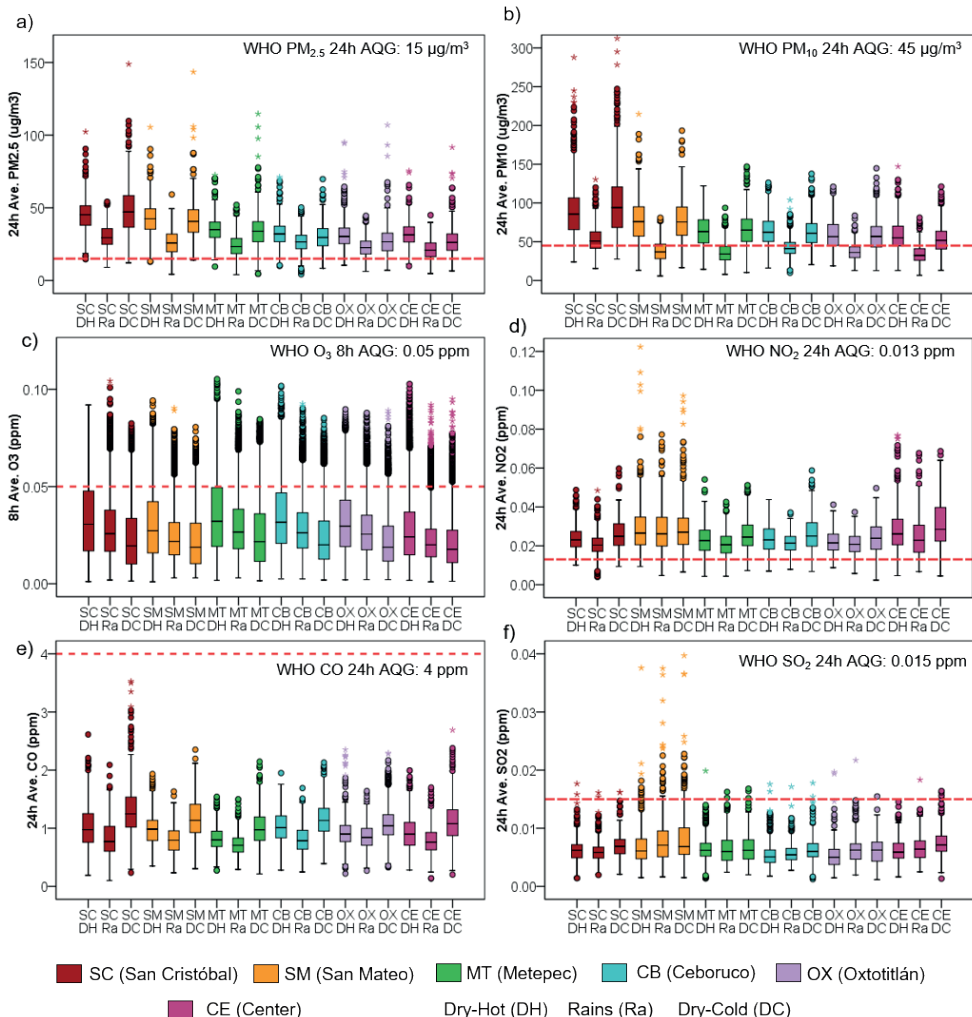 a)
WHO PM2.5 24h AQG: 15 µg/m³
24h Ave. PM2.5 (ug/m3)
150
100
50
0
SC SC SC SM SM SM MT MT MT CB CB CB OX OX OX CE CE CE
DH Ra DC DH Ra DC DH Ra DC DH Ra DC DH Ra DC DH Ra DC
b)
WHO PM10 24h AQG: 45 µg/m³
24h Ave. PM10 (ug/m3)
300
250
200
150
100
50
0
SC SC SC SM SM SM MT MT MT CB CB CB OX OX OX CE CE CE
DH Ra DC DH Ra DC DH Ra DC DH Ra DC DH Ra DC DH Ra DC
c)
WHO O3 8h AQG: 0.05 ppm
8h Ave. O3 (ppm)
0.10
0.05
0.00
SC SC SC SM SM SM MT MT MT CB CB CB OX OX OX CE CE CE
DH Ra DC DH Ra DC DH Ra DC DH Ra DC DH Ra DC DH Ra DC
d)
WHO NO2 24h AQG: 0.013 ppm
24h Ave. NO2 (ppm)
0.12
0.10
0.08
0.06
0.04
0.02
0.00
SC SC SC SM SM SM MT MT MT CB CB CB OX OX OX CE CE CE
DH Ra DC DH Ra DC DH Ra DC DH Ra DC DH Ra DC DH Ra DC
e)
WHO CO 24h AQG: 4 ppm
24h Ave. CO (ppm)
4
3
2
1
0
SC SC SC SM SM SM MT MT MT CB CB CB OX OX OX CE CE CE
DH Ra DC DH Ra DC DH Ra DC DH Ra DC DH Ra DC DH Ra DC
f)
WHO SO2 24h AQG: 0.015 ppm
24h Ave. SO2 (ppm)
0.04
0.03
0.02
0.01
0.00
SC SC SC SM SM SM MT MT MT CB CB CB OX OX OX CE CE CE
DH Ra DC DH Ra DC DH Ra DC DH Ra DC DH Ra DC DH Ra DC
SC (San Cristóbal) SM (San Mateo) MT (Metepec) CB (Ceboruco) OX (Oxtotitlán)
CE (Center) Dry-Hot (DH) Rains (Ra) Dry-Cold (DC)